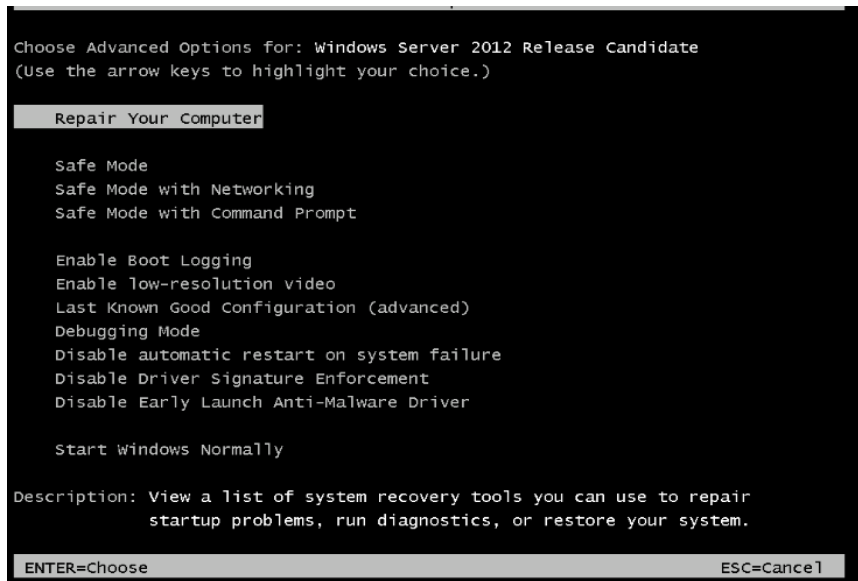 Choose Advanced Options for: Windows Server 2012 Release Candidate
(Use the arrow keys to highlight your choice.)
Repair Your Computer
Safe Mode
Safe Mode with Networking
Safe Mode with Command Prompt
Enable Boot Logging
Enable low-resolution video
Last Known Good Configuration (advanced)
Debugging Mode
Disable automatic restart on system failure
Disable Driver Signature Enforcement
Disable Early Launch Anti-Malware Driver
Start Windows Normally
Description: View a list of system recovery tools you can use to repair
startup problems, run diagnostics, or restore your system.
ENTER=Choose ESC=Cancel